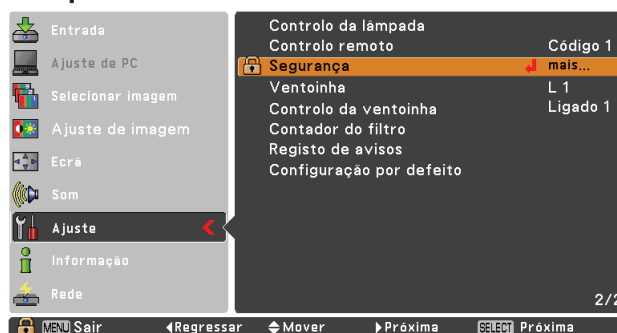 Entrada
Ajuste de PC
Selecionar imagem
Ajuste de imagem
Ecrã
Som
Ajuste
Informação
Rede
Controlo da lâmpada
Controlo remoto Código 1
Segurança mais...
Ventoinha L 1
Controlo da ventoinha Ligado 1
Contador do filtro
Registo de avisos
Configuração por defeito
2/2
MENU Sair Regressar Mover Próxima SELECT Próxima